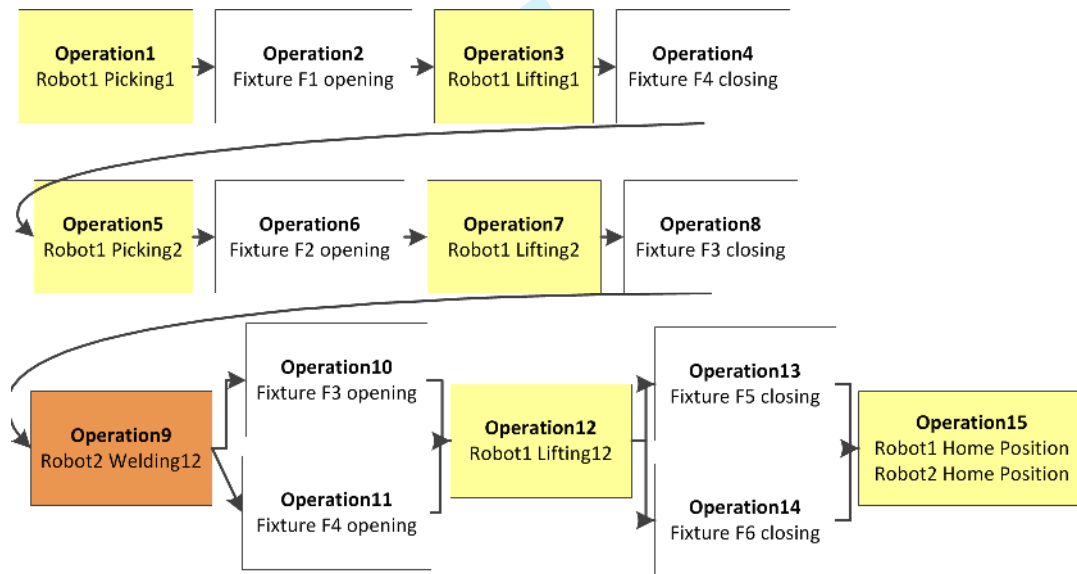 Operation1
Robot1 Picking1
Operation2
Fixture F1 opening
Operation3
Robot1 Lifting1
Operation4
Fixture F4 closing
Operation5
Robot1 Picking2
Operation6
Fixture F2 opening
Operation7
Robot1 Lifting2
Operation8
Fixture F3 closing
Operation9
Robot2 Welding12
Operation10
Fixture F3 opening
Operation11
Fixture F4 opening
Operation12
Robot1 Lifting12
Operation13
Fixture F5 closing
Operation14
Fixture F6 closing
Operation15
Robot1 Home Position
Robot2 Home Position